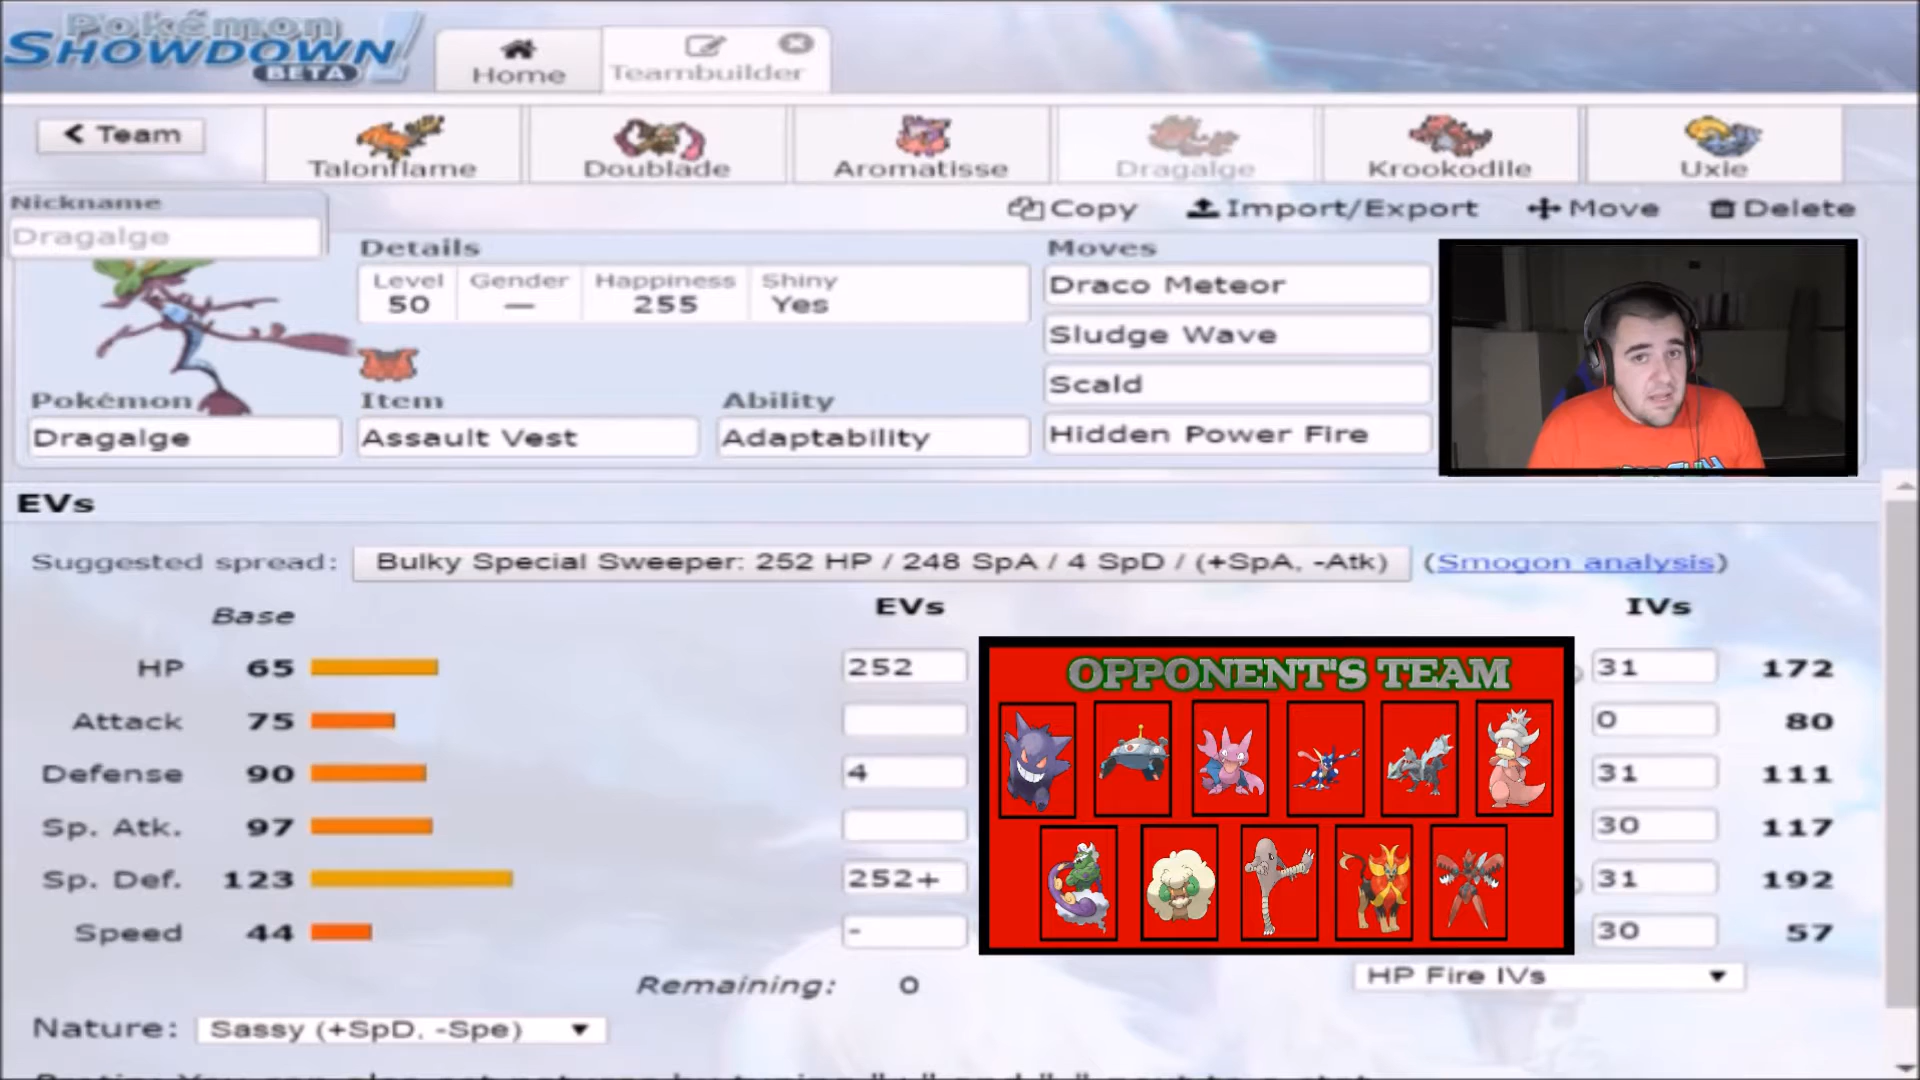 Pokémon
SHOWDOWN!
BETA
Home
Teambuilder
Team
Talonflame
Doublade
Aromatisse
Dragalge
Krookodile
Uxie
Nickname
Dragalge
Copy
Import/Export
Move
Delete
Details
Moves
Level
Gender
Happiness
Shiny
50
—
255
Yes
Draco Meteor
Sludge Wave
Scald
Hidden Power Fire
Pokémon
Item
Ability
Dragalge
Assault Vest
Adaptability
EVs
Suggested spread: Bulky Special Sweeper: 252 HP / 248 SpA / 4 SpD / (+SpA, -Atk) (Smogon analysis)
Base
EVs
IVs
HP 65 252 31 172
Attack 75 0 80
Defense 90 4 31 111
Sp. Atk. 97 30 117
Sp. Def. 123 252+ 31 192
Speed 44 - 30 57
OPPONENT'S TEAM
Remaining: 0
HP Fire IVs
Nature: Sassy (+SpD, -Spe)